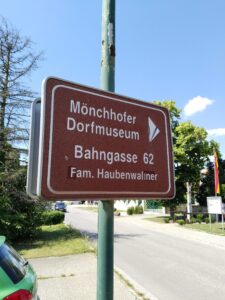 Mönchhofer
Dorfmuseum
Bahngasse 62
Fam. Haubenwallner